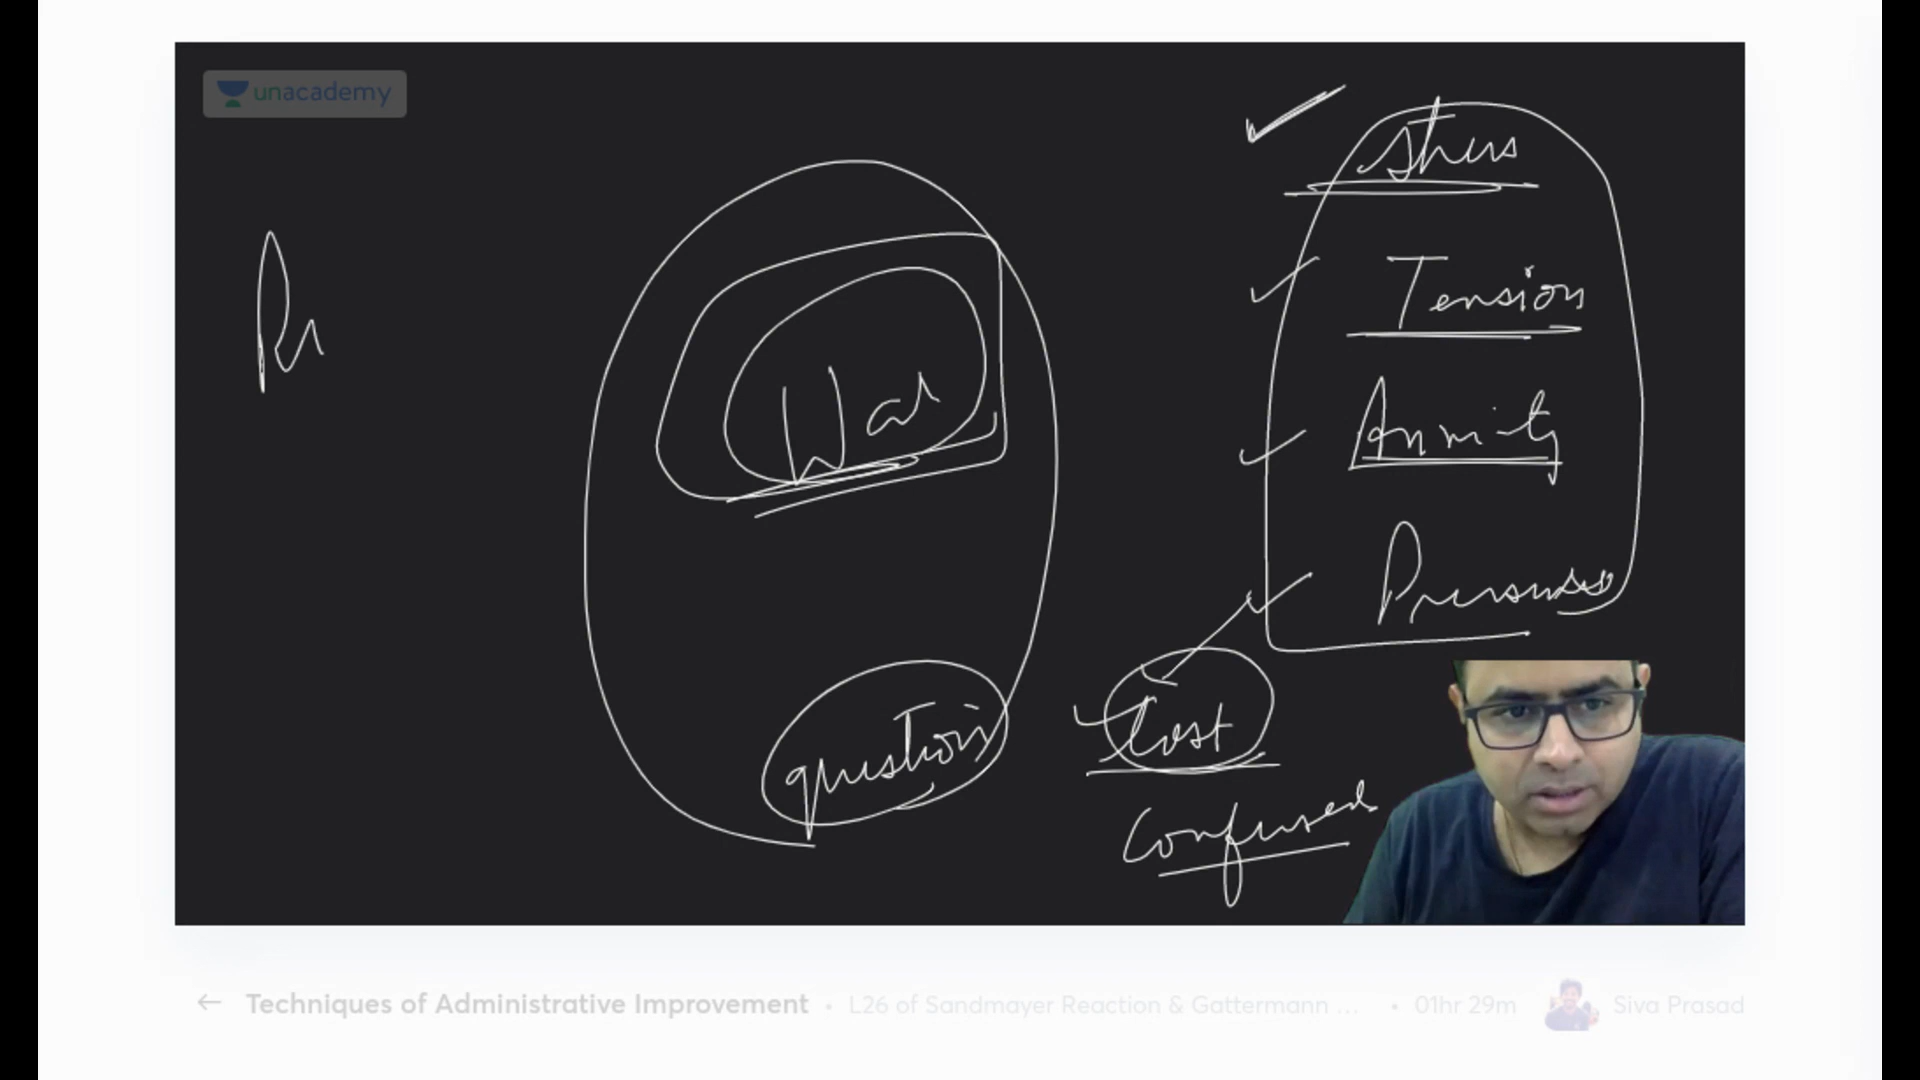 unacademy
Stress
Tension
War
Anxiety
Pressures
questions
Lost
Confused
← Techniques of Administrative Improvement • L26 of Sandmayer Reaction & Gattermann ... • 01hr 29m Siva Prasad